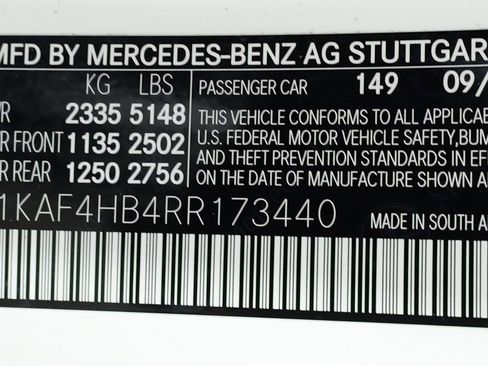 MFD BY MERCEDES-BENZ AG STUTTGAR
KG LBS PASSENGER CAR 149 09/
VR 2335 5148
R FRONT 1135 2502
R REAR 1250 2756
THIS VEHICLE CONFORMS TO ALL APPLICAB
U.S. FEDERAL MOTOR VEHICLE SAFETY, BUM
AND THEFT PREVENTION STANDARDS IN EF
ON THE DATE OF MANUFACTURE SHOWN AB
1KAF4HB4RR173440 MADE IN SOUTH A